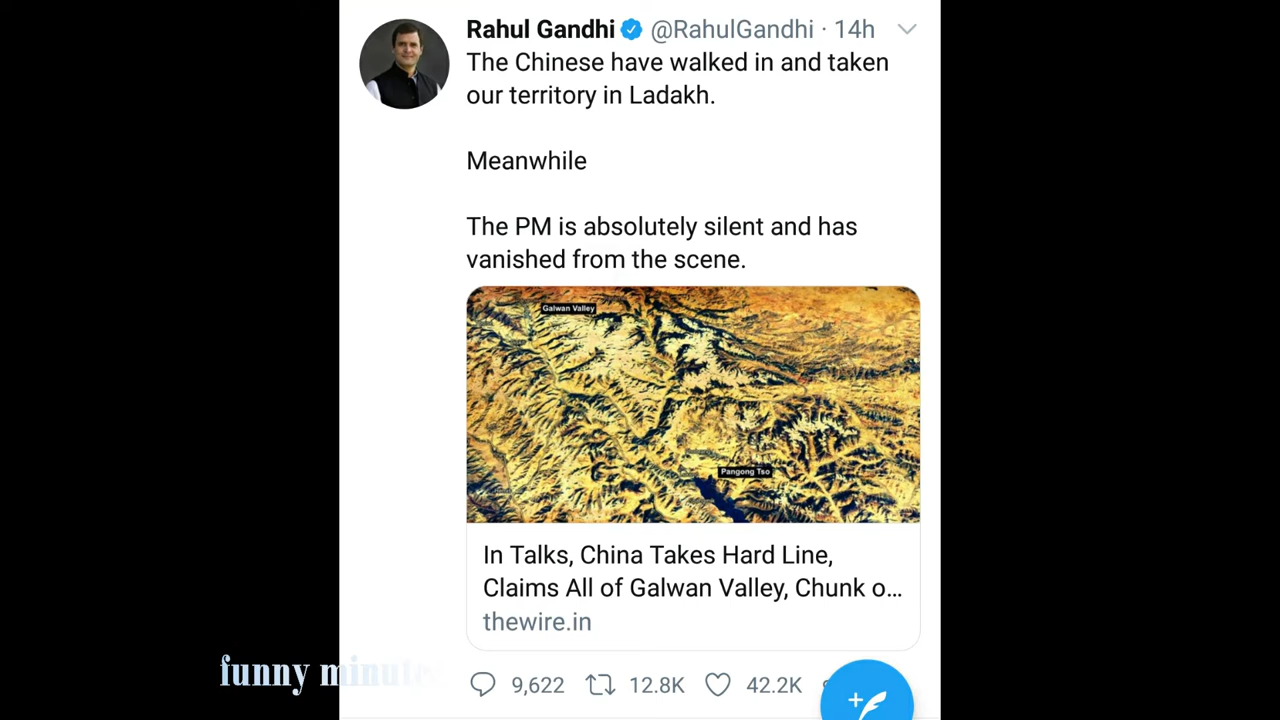 Rahul Gandhi @RahulGandhi · 14h
The Chinese have walked in and taken
our territory in Ladakh.
Meanwhile
The PM is absolutely silent and has
vanished from the scene.
Galwan Valley
Pangong Tso
In Talks, China Takes Hard Line,
Claims All of Galwan Valley, Chunk o...
thewire.in
funny minute
9,622 12.8K 42.2K